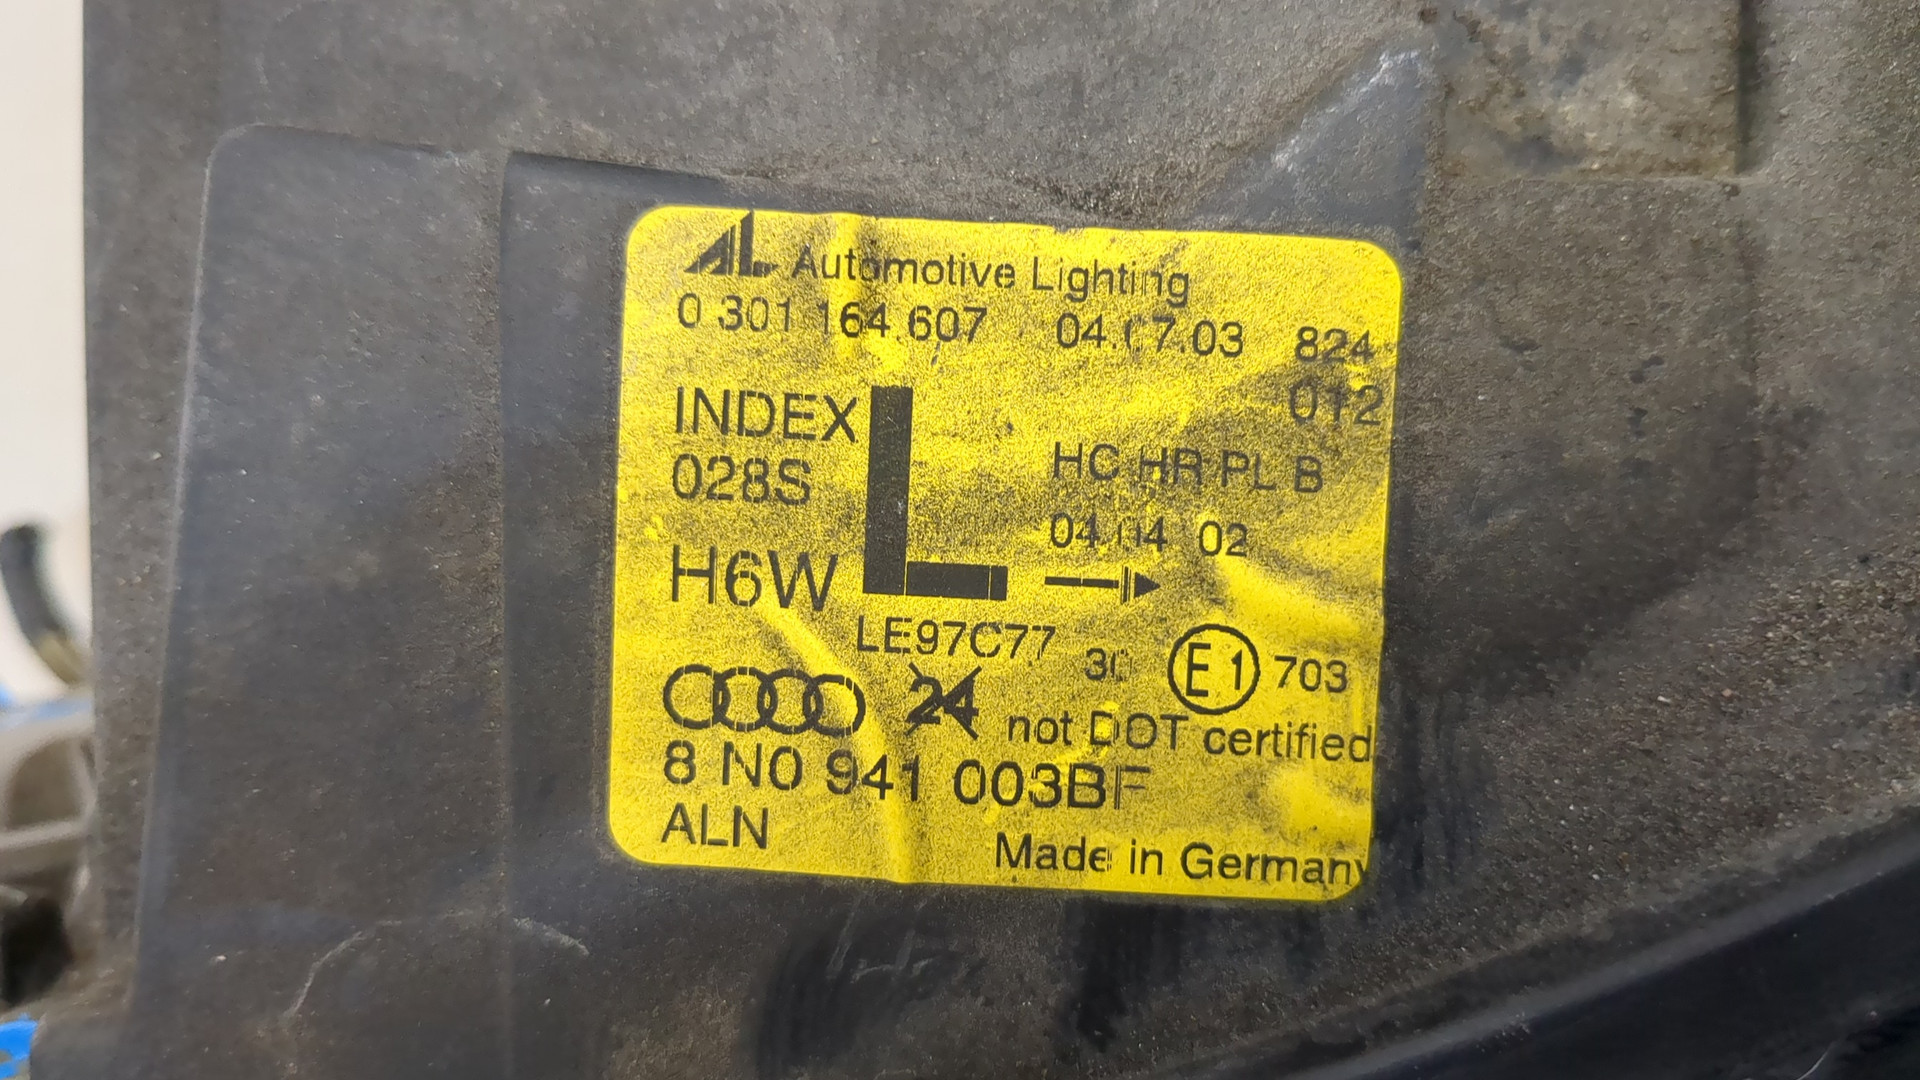 AL Automotive Lighting
0 301 164 607 04.07.03 824
012
INDEX
028S
L
HC HR PL B
04 04 02
H6W
LE97C77 30 E1 703
24 not DOT certified
8 N0 941 003BF
ALN
Made in Germany